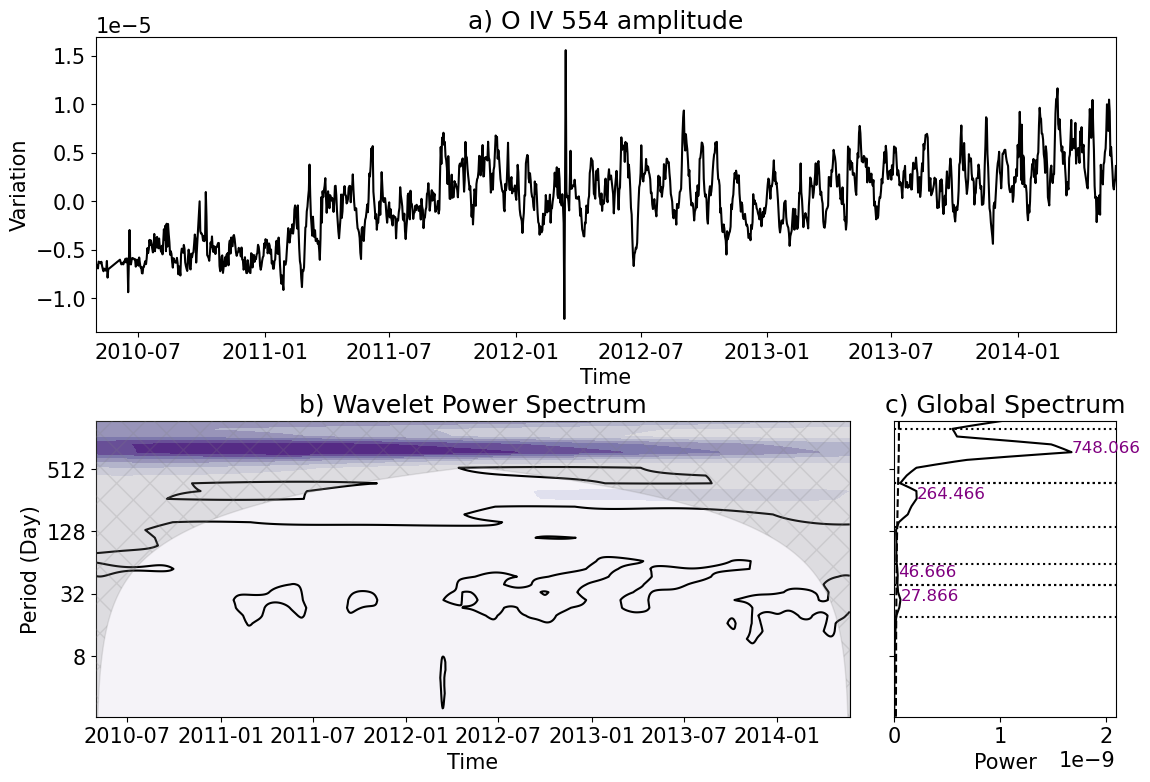 a) O IV 554 amplitude
1e−5
1.5
1.0
0.5
0.0
−0.5
−1.0
Variation
2010-07 2011-01 2011-07 2012-01 2012-07 2013-01 2013-07 2014-01
Time
b) Wavelet Power Spectrum
512
128
32
8
Period (Day)
2010-07 2011-01 2011-07 2012-01 2012-07 2013-01 2013-07 2014-01
Time
c) Global Spectrum
748.066
264.466
46.666
27.866
0 1 2
Power
1e−9